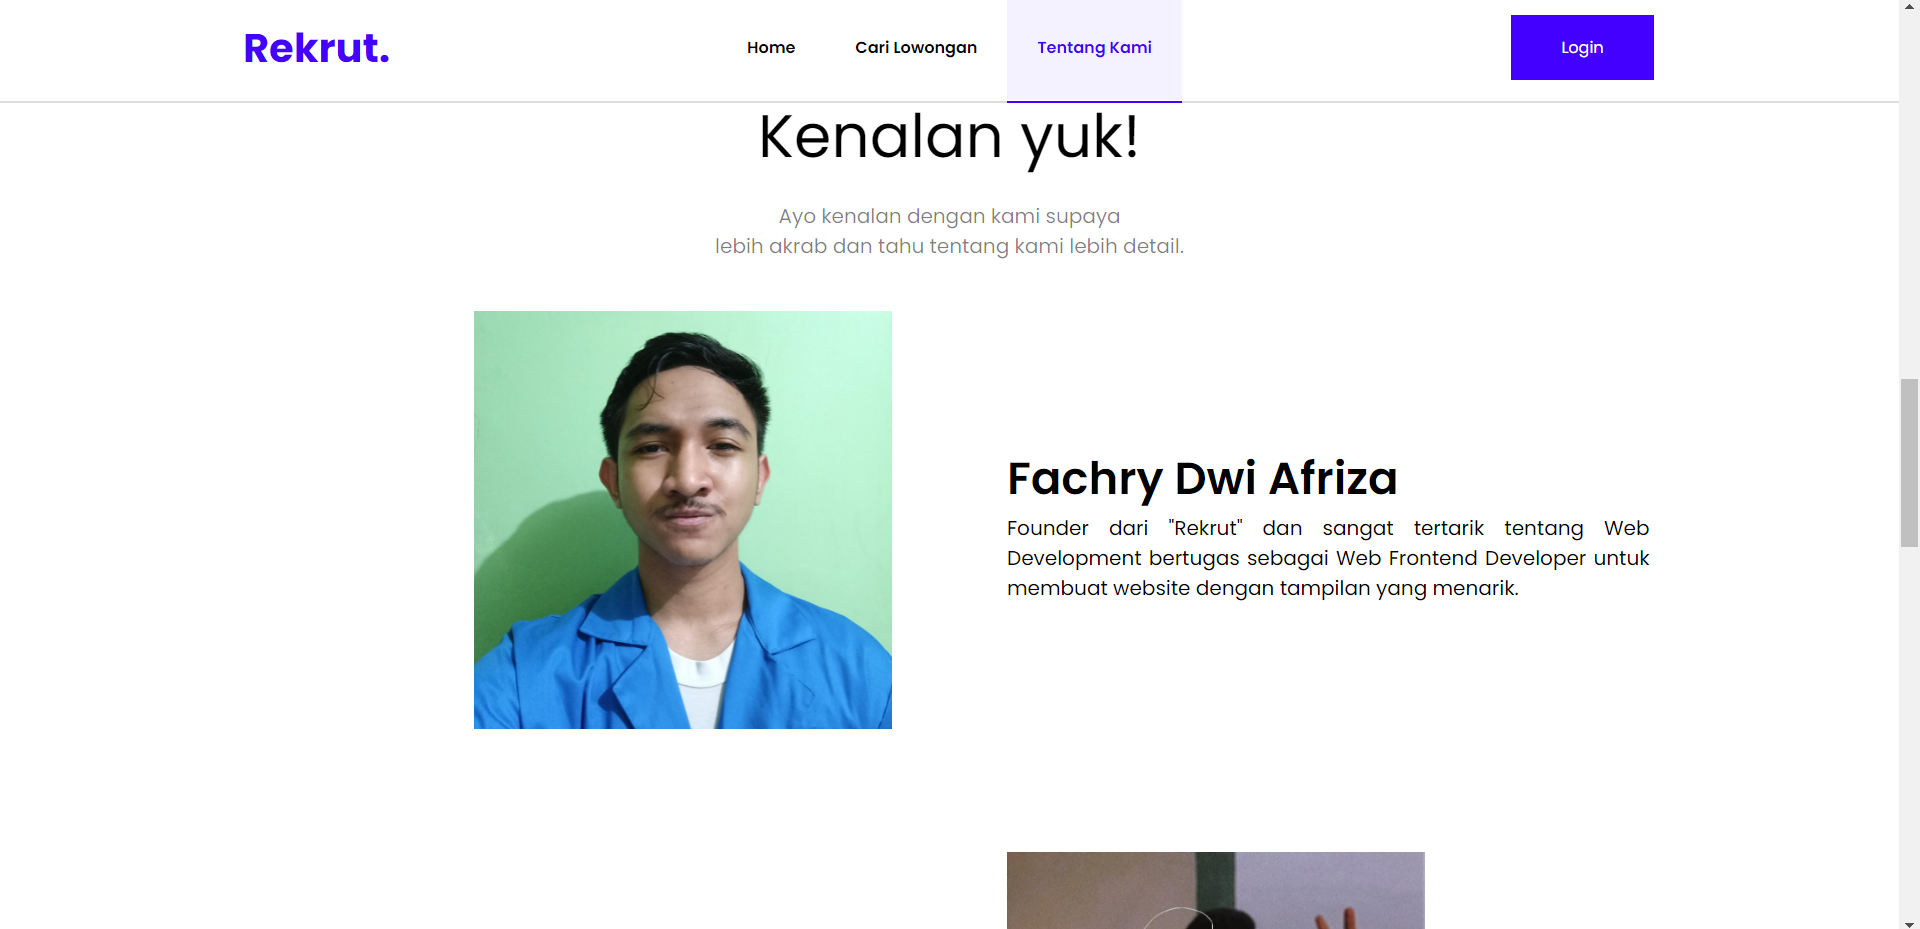 Rekrut.
Home
Cari Lowongan
Tentang Kami
Login
Kenalan yuk!
Ayo kenalan dengan kami supaya
lebih akrab dan tahu tentang kami lebih detail.
Fachry Dwi Afriza
Founder dari "Rekrut" dan sangat tertarik tentang Web
Development bertugas sebagai Web Frontend Developer untuk
membuat website dengan tampilan yang menarik.